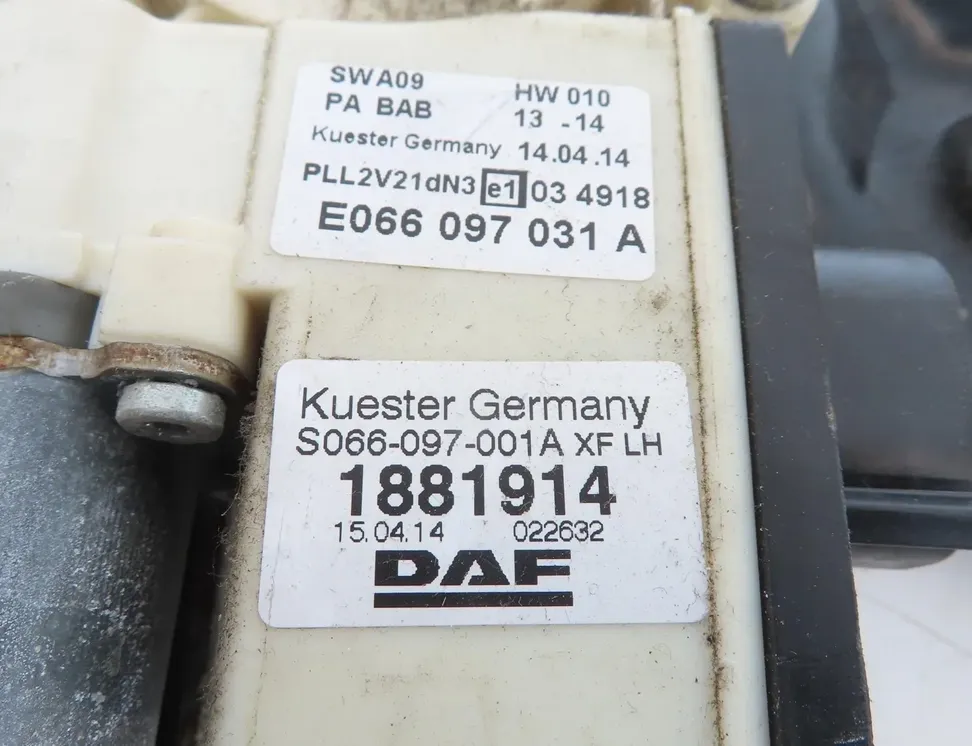 SWA09 HW 010
PA BAB 13 -14
Kuester Germany 14.04.14
PLL2V21dN3 e1 03 4918
E066 097 031 A
Kuester Germany
S066-097-001A XF LH
1881914
15.04.14 022632
DAF